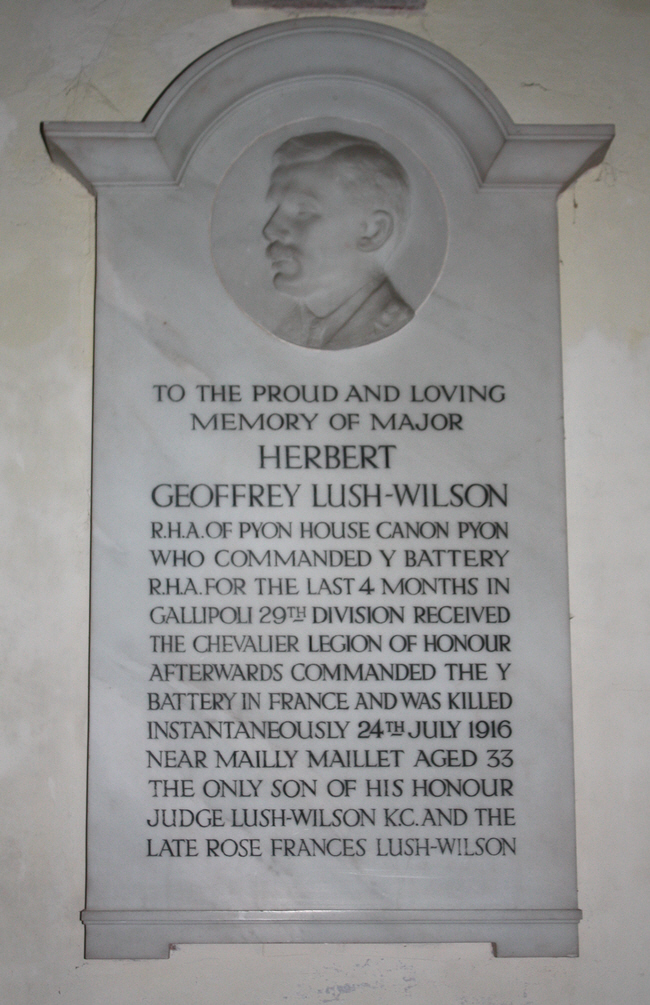 TO THE PROUD AND LOVING
MEMORY OF MAJOR
HERBERT
GEOFFREY LUSH-WILSON
R.H.A. OF PYON HOUSE CANON PYON
WHO COMMANDED Y BATTERY
R.H.A. FOR THE LAST 4 MONTHS IN
GALLIPOLI 29TH DIVISION RECEIVED
THE CHEVALIER LEGION OF HONOUR
AFTERWARDS COMMANDED THE Y
BATTERY IN FRANCE AND WAS KILLED
INSTANTANEOUSLY 24TH JULY 1916
NEAR MAILLY MAILLET AGED 33
THE ONLY SON OF HIS HONOUR
JUDGE LUSH-WILSON K.C. AND THE
LATE ROSE FRANCES LUSH-WILSON